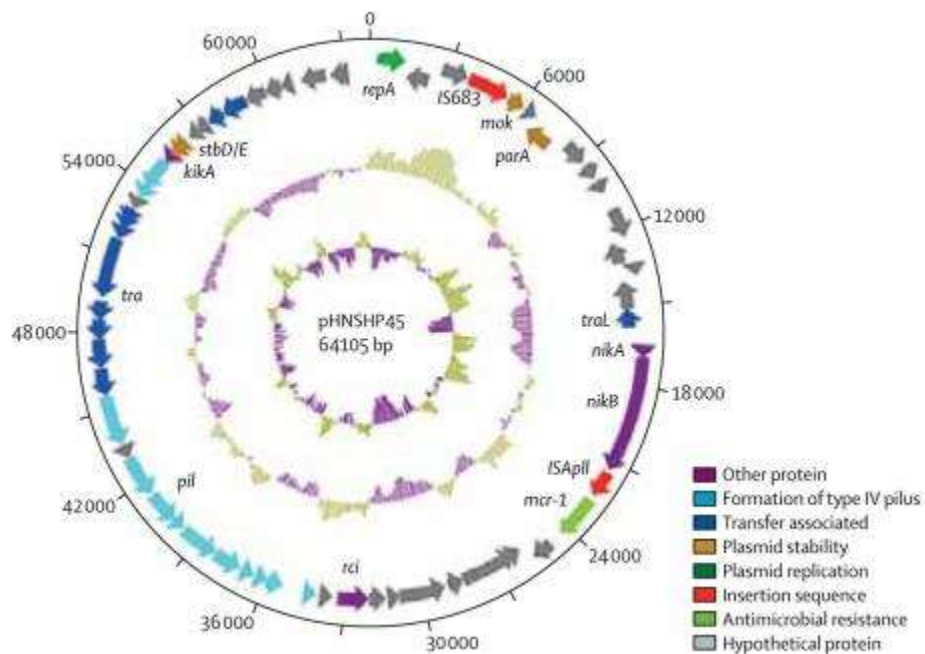 0
60000
repA
IS683
6000
mok
stbD/E
parA
54000
kikA
12000
tra
pHNSHP45
64105 bp
traL
48000
nikA
18000
nikB
ISApII
pil
mcr-1
42000
24000
rci
36000
30000
Other protein
Formation of type IV pilus
Transfer associated
Plasmid stability
Plasmid replication
Insertion sequence
Antimicrobial resistance
Hypothetical protein